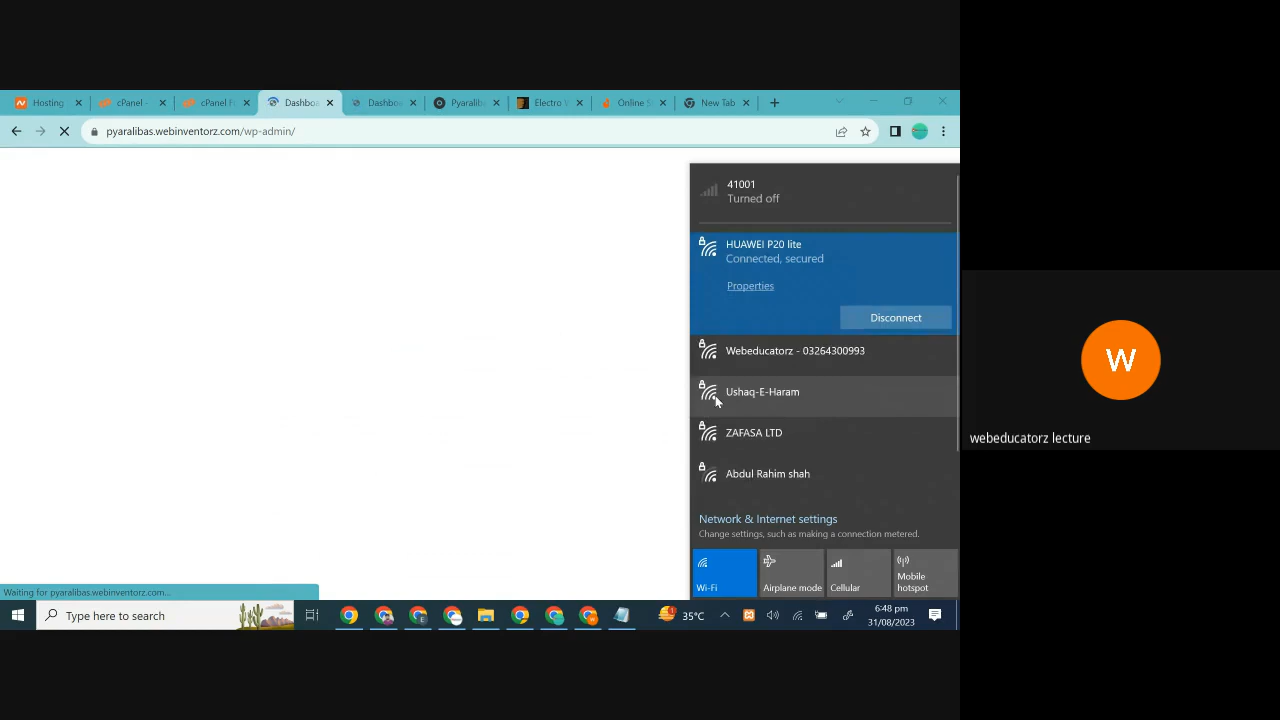 Hosting
cPanel -
cPanel F
Dashboa
Dashboa
Pyaralib
Electro
Online S
New Tab
pyaralibas.webinventorz.com/wp-admin/
41001
Turned off
HUAWEI P20 lite
Connected, secured
Properties
Disconnect
Webeducatorz - 03264300993
Ushaq-E-Haram
ZAFASA LTD
Abdul Rahim shah
Network & Internet settings
Change settings, such as making a connection metered.
Wi-Fi
Airplane mode
Cellular
Mobile
hotspot
Waiting for pyaralibas.webinventorz.com...
Type here to search
35°C
6:48 pm
31/08/2023
W
webeducatorz lecture